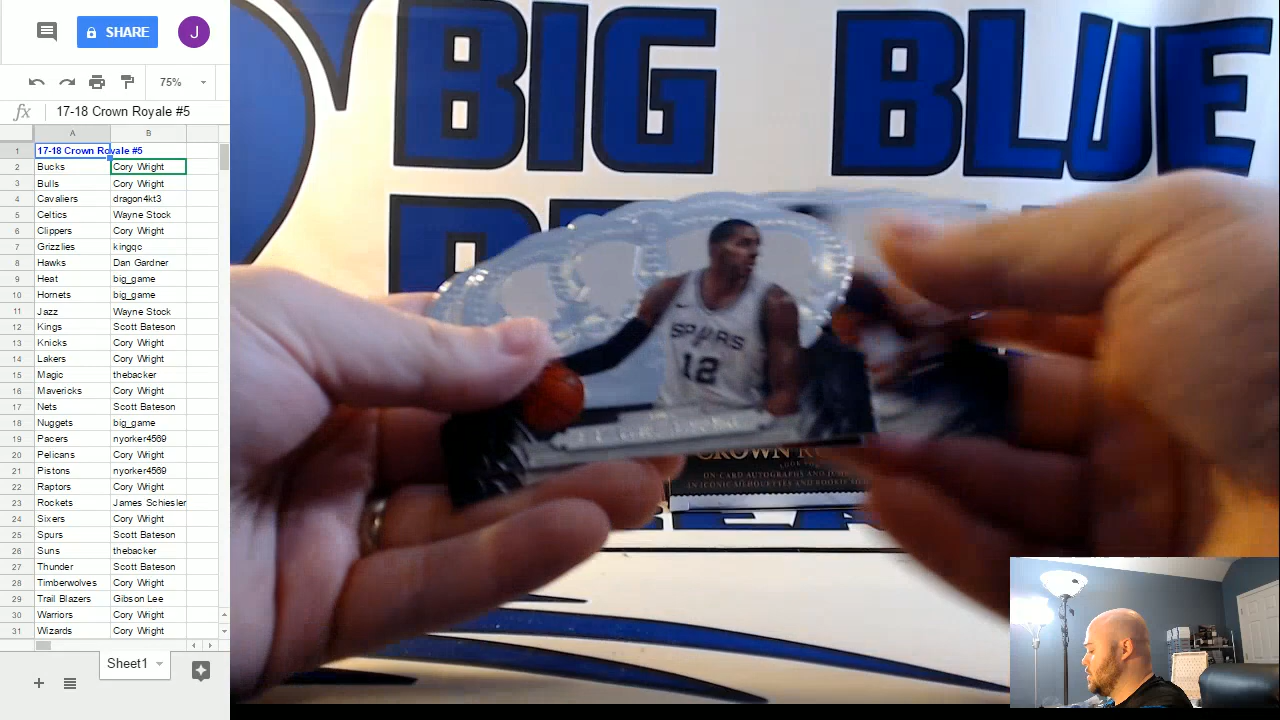 SHARE
J
75%
fx 17-18 Crown Royale #5
A B
1 17-18 Crown Royale #5
2 Bucks Cory Wright
3 Bulls Cory Wright
4 Cavaliers dragon4kt3
5 Celtics Wayne Stock
6 Clippers Cory Wright
7 Grizzlies kingqc
8 Hawks Dan Gardner
9 Heat big_game
10 Hornets big_game
11 Jazz Wayne Stock
12 Kings Scott Bateson
13 Knicks Cory Wright
14 Lakers Cory Wright
15 Magic thebacker
16 Mavericks Cory Wright
17 Nets Scott Bateson
18 Nuggets big_game
19 Pacers nyorker4569
20 Pelicans Cory Wright
21 Pistons nyorker4569
22 Raptors Cory Wright
23 Rockets James Schiesler
24 Sixers Cory Wright
25 Spurs Scott Bateson
26 Suns thebacker
27 Thunder Scott Bateson
28 Timberwolves Cory Wright
29 Trail Blazers Gibson Lee
30 Warriors Cory Wright
31 Wizards Cory Wright
Sheet1
BIG BLUE
SPURS
12
CROWN
ON-CARD AUTOGRAPHS AND